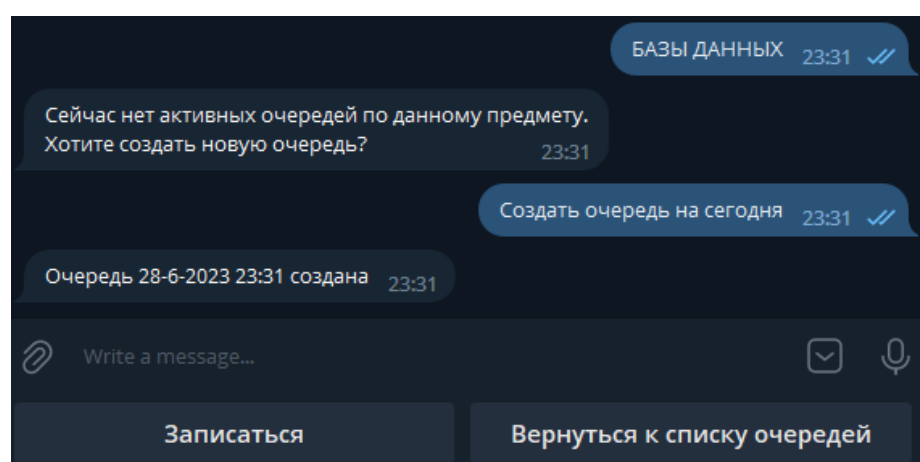 БАЗЫ ДАННЫХ 23:31
Сейчас нет активных очередей по данному предмету.
Хотите создать новую очередь? 23:31
Создать очередь на сегодня 23:31
Очередь 28-6-2023 23:31 создана 23:31
Write a message...
Записаться
Вернуться к списку очередей